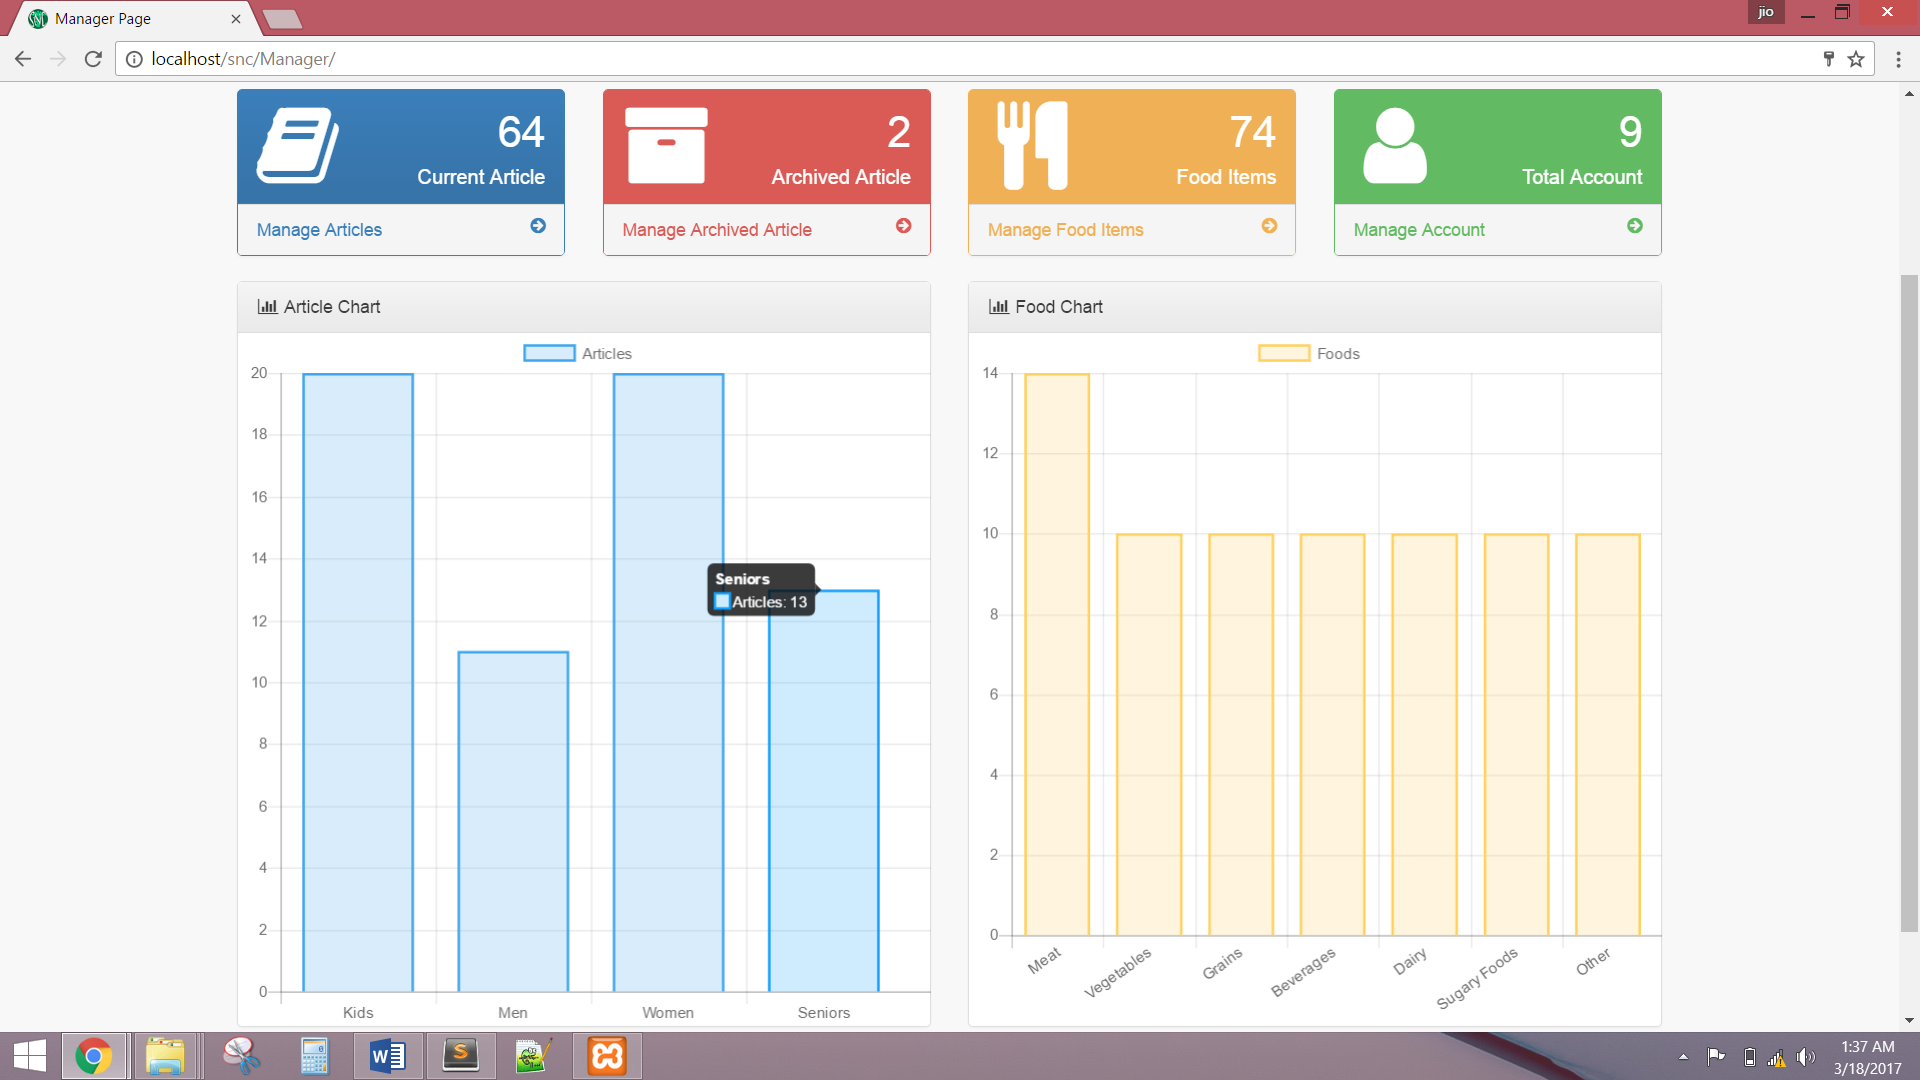 Manager Page
jio
localhost/snc/Manager/
64
Current Article
Manage Articles
2
Archived Article
Manage Archived Article
74
Food Items
Manage Food Items
9
Total Account
Manage Account
Article Chart
Articles
20
18
16
14
12
10
8
6
4
2
0
Seniors
Articles: 13
Kids
Men
Women
Seniors
Food Chart
Foods
14
12
10
8
6
4
2
0
Meat
Vegetables
Grains
Beverages
Dairy
Sugary Foods
Other
1:37 AM
3/18/2017